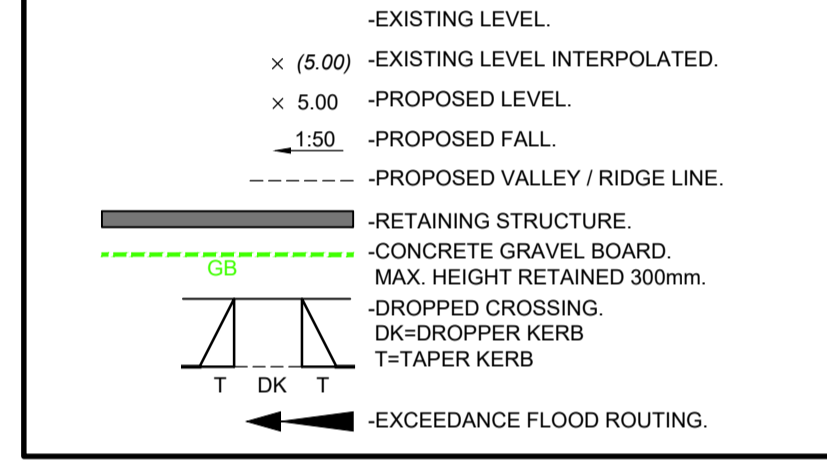 -EXISTING LEVEL.
× (5.00) -EXISTING LEVEL INTERPOLATED.
× 5.00 -PROPOSED LEVEL.
1:50 -PROPOSED FALL.
-PROPOSED VALLEY / RIDGE LINE.
-RETAINING STRUCTURE.
-CONCRETE GRAVEL BOARD.
GB
MAX. HEIGHT RETAINED 300mm.
-DROPPED CROSSING.
DK=DROPPER KERB
T=TAPER KERB
T DK T
-EXCEEDANCE FLOOD ROUTING.